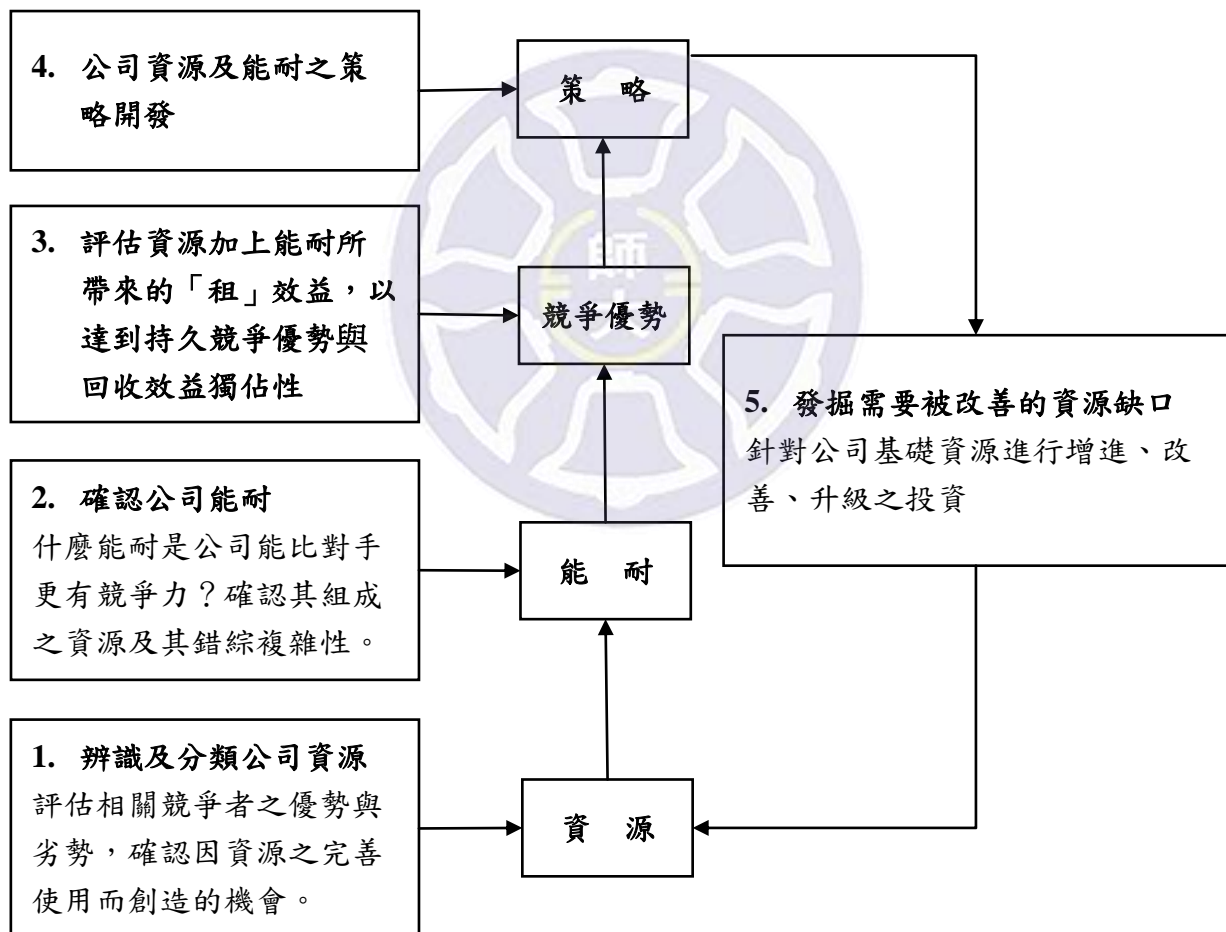 4. 公司資源及能耐之策
略開發
策 略
3. 評估資源加上能耐所
帶來的「租」效益，以
達到持久競爭優勢與
回收效益獨佔性
競爭優勢
5. 發掘需要被改善的資源缺口
針對公司基礎資源進行增進、改
善、升級之投資
2. 確認公司能耐
什麼能耐是公司能比對手
更有競爭力？確認其組成
之資源及其錯綜複雜性。
能 耐
1. 辨識及分類公司資源
評估相關競爭者之優勢與
劣勢，確認因資源之完善
使用而創造的機會。
資 源
師